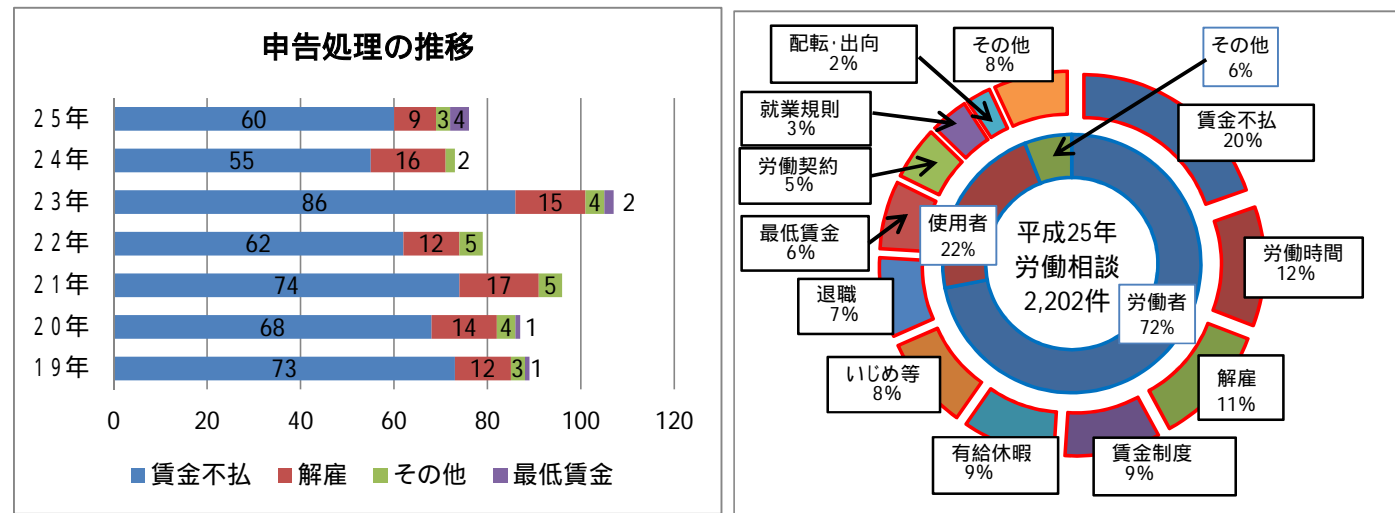 申告処理の推移
25年 60 9 3 4
24年 55 16 2
23年 86 15 4 2
22年 62 12 5
21年 74 17 5
20年 68 14 4 1
19年 73 12 3 1
0 20 40 60 80 100 120
賃金不払 解雇 その他 最低賃金
配転・出向
2%
その他
8%
その他
6%
就業規則
3%
賃金不払
20%
労働契約
5%
最低賃金
6%
使用者
22%
平成25年
労働相談
2,202件
労働時間
12%
退職
7%
労働者
72%
いじめ等
8%
解雇
11%
有給休暇
9%
賃金制度
9%